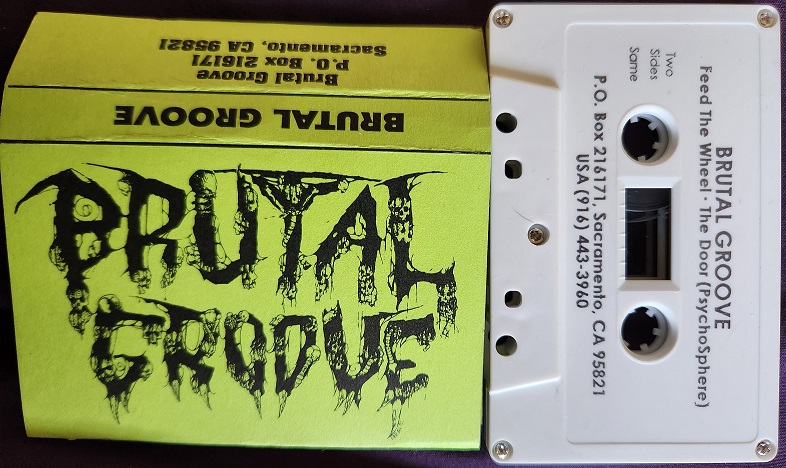 Brutal Groove
P.O. Box 216171
Sacramento, CA 95821
BRUTAL GROOVE
BRUTAL
GROOVE
BRUTAL GROOVE
Feed The Wheel · The Door (PsychoSphere)
Two
Sides
Same
P.O. Box 216171, Sacramento, CA 95821
USA (916) 443-3960